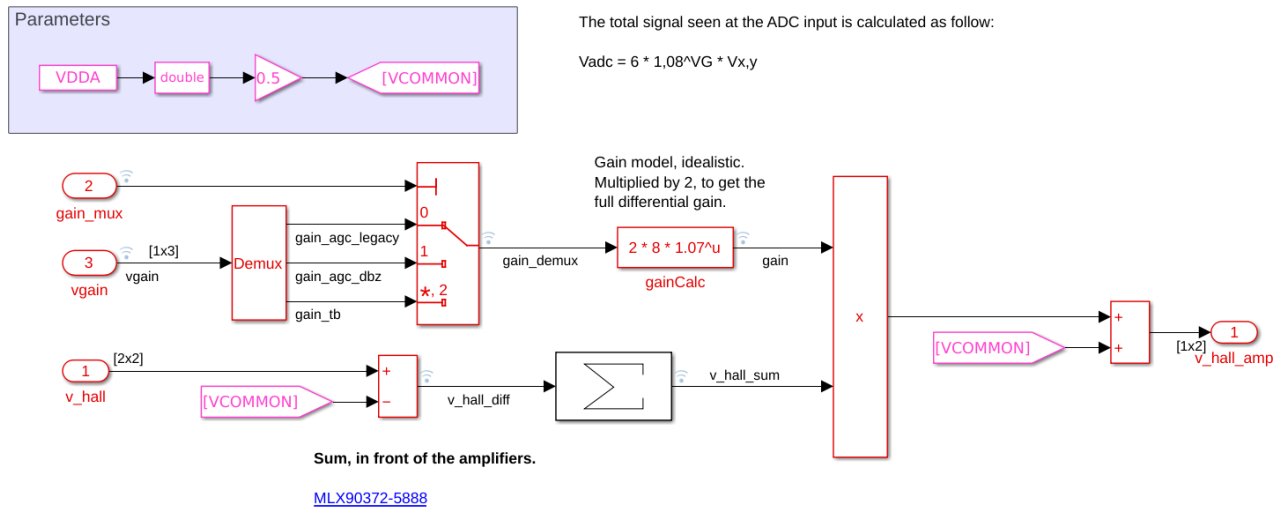 Parameters
VDDA
double
0.5
[VCOMMON]
The total signal seen at the ADC input is calculated as follow:
Vadc = 6 * 1,08^VG * Vx,y
2
gain_mux
3
vgain
[1x3]
vgain
Demux
gain_agc_legacy
gain_agc_dbz
gain_tb
0
1
*, 2
gain_demux
Gain model, idealistic.
Multiplied by 2, to get the
full differential gain.
2 * 8 * 1.07^u
gainCalc
gain
x
1
v_hall
[2x2]
[VCOMMON]
+
−
v_hall_diff
v_hall_sum
[VCOMMON]
+
+
[1x2]
1
v_hall_amp
Sum, in front of the amplifiers.
MLX90372-5888